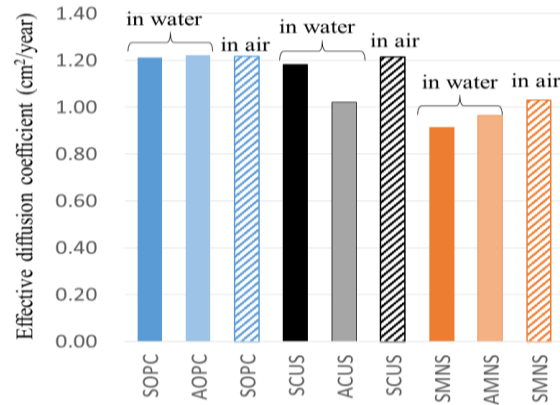 Effective diffusion coefficient (cm²/year)
1.40
1.20
1.00
0.80
0.60
0.40
0.20
0.00
in water
in air
in water
in air
in water
in air
SOPC
AOPC
SOPC
SCUS
ACUS
SCUS
SMNS
AMNS
SMNS